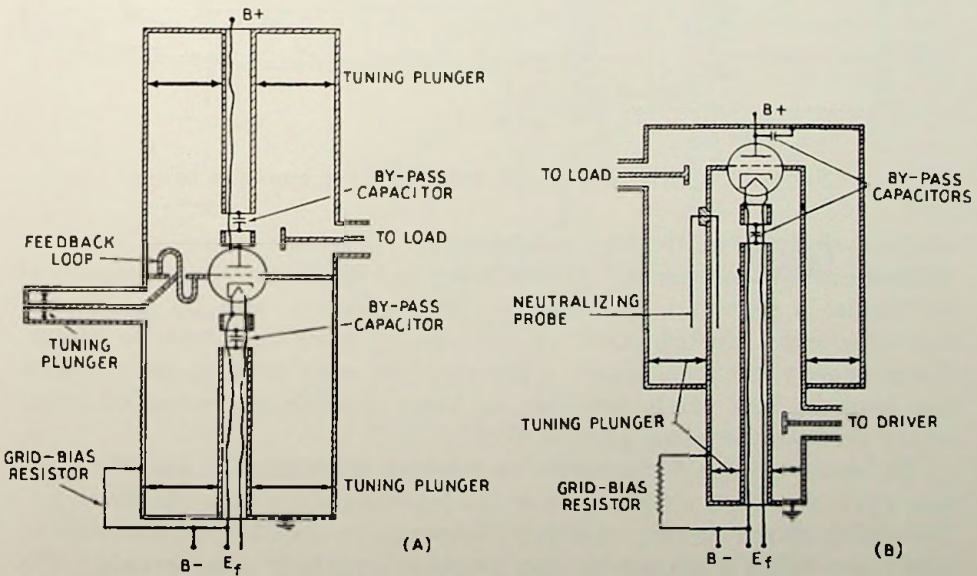 B+
TUNING PLUNGER
BY-PASS
CAPACITOR
TO LOAD
FEEDBACK
LOOP
BY-PASS
CAPACITOR
TUNING
PLUNGER
GRID-BIAS
RESISTOR
TUNING PLUNGER
B-
Ef
(A)
B+
TO LOAD
BY-PASS
CAPACITORS
NEUTRALIZING
PROBE
TUNING PLUNGER
TO DRIVER
GRID-BIAS
RESISTOR
B-
Ef
(B)